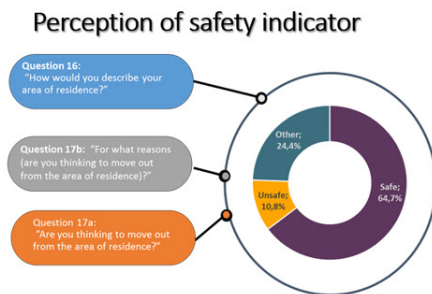 Perception of safety indicator
Question 16:
"How would you describe your
area of residence?"
Question 17b: "For what reasons
(are you thinking to move out
from the area of residence)?"
Question 17a:
"Are you thinking to move out
from the area of residence?"
Other;
24,4%
Unsafe;
10,8%
Safe;
64,7%